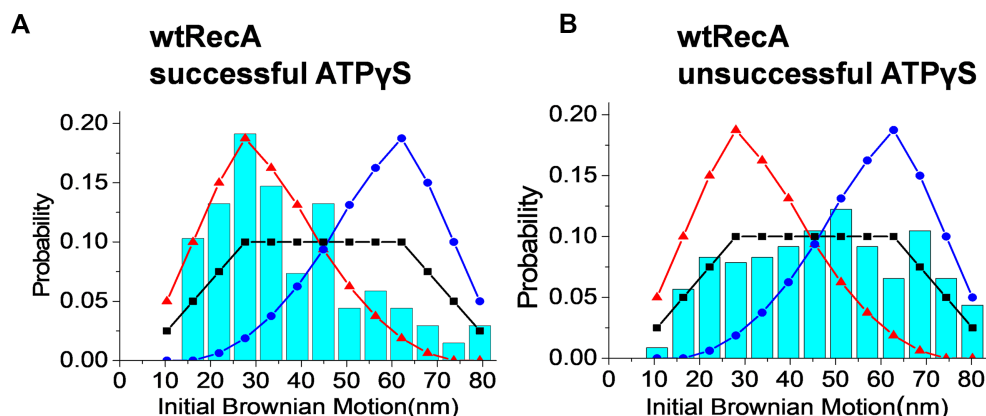 A
wtRecA
successful ATPγS
Probability
0.20
0.15
0.10
0.05
0.00
0 10 20 30 40 50 60 70 80
Initial Brownian Motion(nm)
B
wtRecA
unsuccessful ATPγS
Probability
0.20
0.15
0.10
0.05
0.00
0 10 20 30 40 50 60 70 80
Initial Brownian Motion(nm)